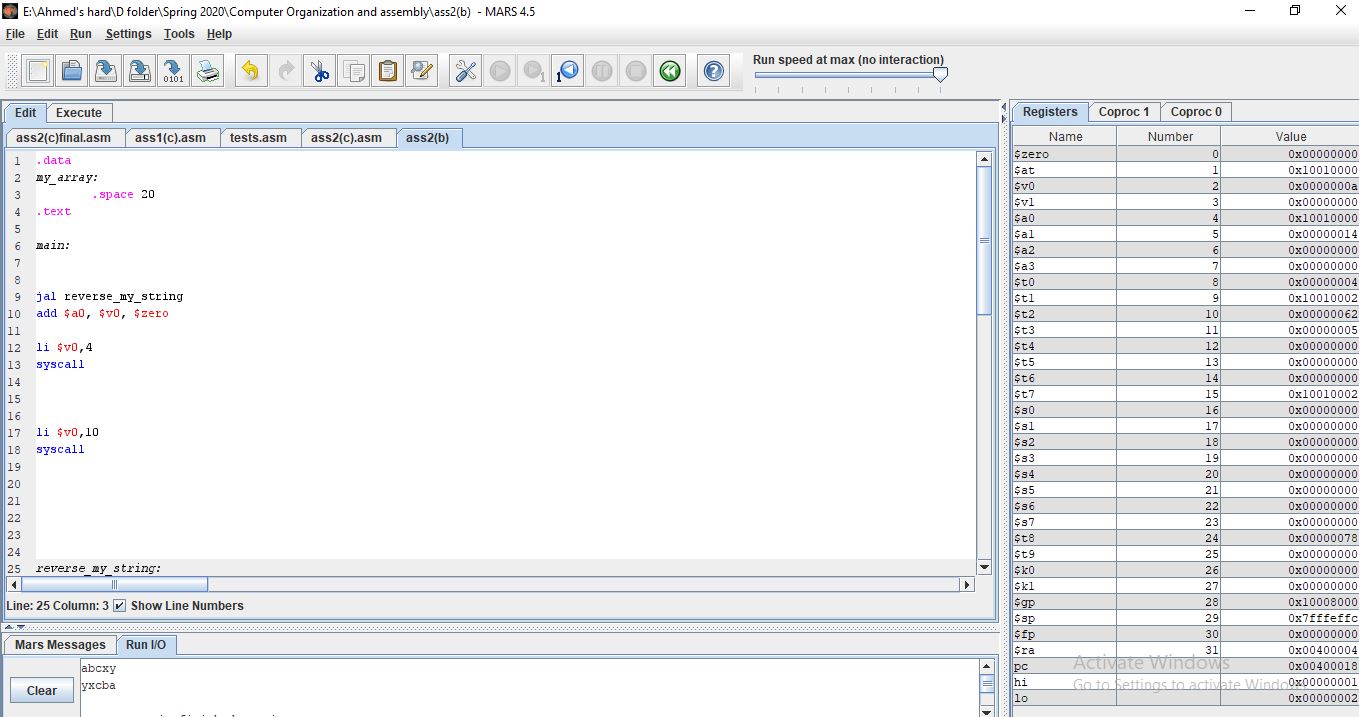 E:\Ahmed's hard\D folder\Spring 2020\Computer Organization and assembly\ass2(b) - MARS 4.5
File Edit Run Settings Tools Help
Run speed at max (no interaction)
Edit Execute
ass2(c)final.asm ass1(c).asm tests.asm ass2(c).asm ass2(b)
1 .data
2 my_array:
3 .space 20
4 .text
5
6 main:
7
8
9 jal reverse_my_string
10 add $a0, $v0, $zero
11
12 li $v0,4
13 syscall
14
15
16
17 li $v0,10
18 syscall
19
20
21
22
23
24
25 reverse_my_string:
Line: 25 Column: 3 Show Line Numbers
Mars Messages Run I/O
Clear
abcxy
yxcba
Registers Coproc 1 Coproc 0
Name Number Value
$zero 0 0x00000000
$at 1 0x10010000
$v0 2 0x0000000a
$v1 3 0x00000000
$a0 4 0x10010000
$a1 5 0x00000014
$a2 6 0x00000000
$a3 7 0x00000000
$t0 8 0x00000004
$t1 9 0x10010002
$t2 10 0x00000062
$t3 11 0x00000005
$t4 12 0x00000000
$t5 13 0x00000000
$t6 14 0x00000000
$t7 15 0x10010002
$s0 16 0x00000000
$s1 17 0x00000000
$s2 18 0x00000000
$s3 19 0x00000000
$s4 20 0x00000000
$s5 21 0x00000000
$s6 22 0x00000000
$s7 23 0x00000000
$t8 24 0x00000078
$t9 25 0x00000000
$k0 26 0x00000000
$k1 27 0x00000000
$gp 28 0x10008000
$sp 29 0x7fffeffc
$fp 30 0x00000000
$ra 31 0x00400004
pc 0x00400018
hi 0x00000001
lo 0x00000002
Activate Windows
Go to Settings to activate Windows.